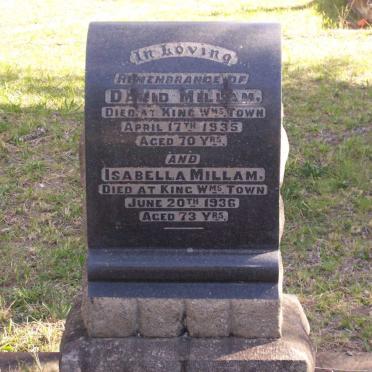 In Loving
REMEMBRANCE OF
DAVID MILLAM.
DIED AT KING WMS. TOWN
APRIL 17TH 1935
AGED 70 YRS.
AND
ISABELLA MILLAM.
DIED AT KING WMS. TOWN
JUNE 20TH 1936
AGED 73 YRS.